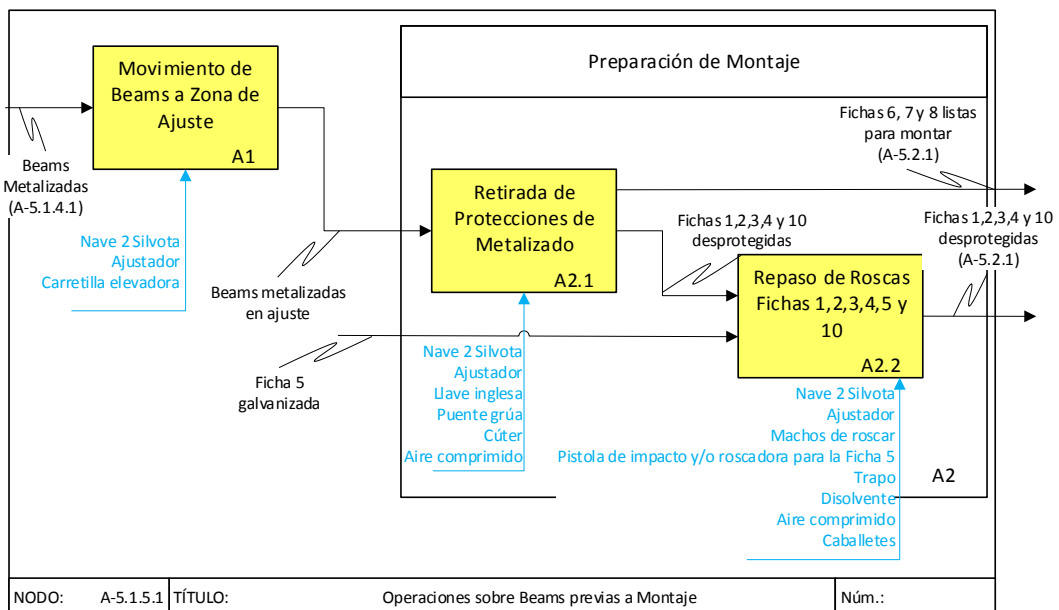 Movimiento de
Beams a Zona de
Ajuste
A1
Beams
Metalizadas
(A-5.1.4.1)
Nave 2 Silvota
Ajustador
Carretilla elevadora
Preparación de Montaje
Fichas 6, 7 y 8 listas
para montar
(A-5.2.1)
Retirada de
Protecciones de
Metalizado
A2.1
Beams metalizadas
en ajuste
Fichas 1,2,3,4 y 10
desprotegidas
Fichas 1,2,3,4 y 10
desprotegidas
(A-5.2.1)
Repaso de Roscas
Fichas 1,2,3,4,5 y
10
A2.2
Ficha 5
galvanizada
Nave 2 Silvota
Ajustador
Llave inglesa
Puente grúa
Cúter
Aire comprimido
Nave 2 Silvota
Ajustador
Machos de roscar
Pistola de impacto y/o roscadora para la Ficha 5
Trapo
Disolvente
Aire comprimido
Caballetes
A2
NODO: A-5.1.5.1 TÍTULO: Operaciones sobre Beams previas a Montaje Núm.: